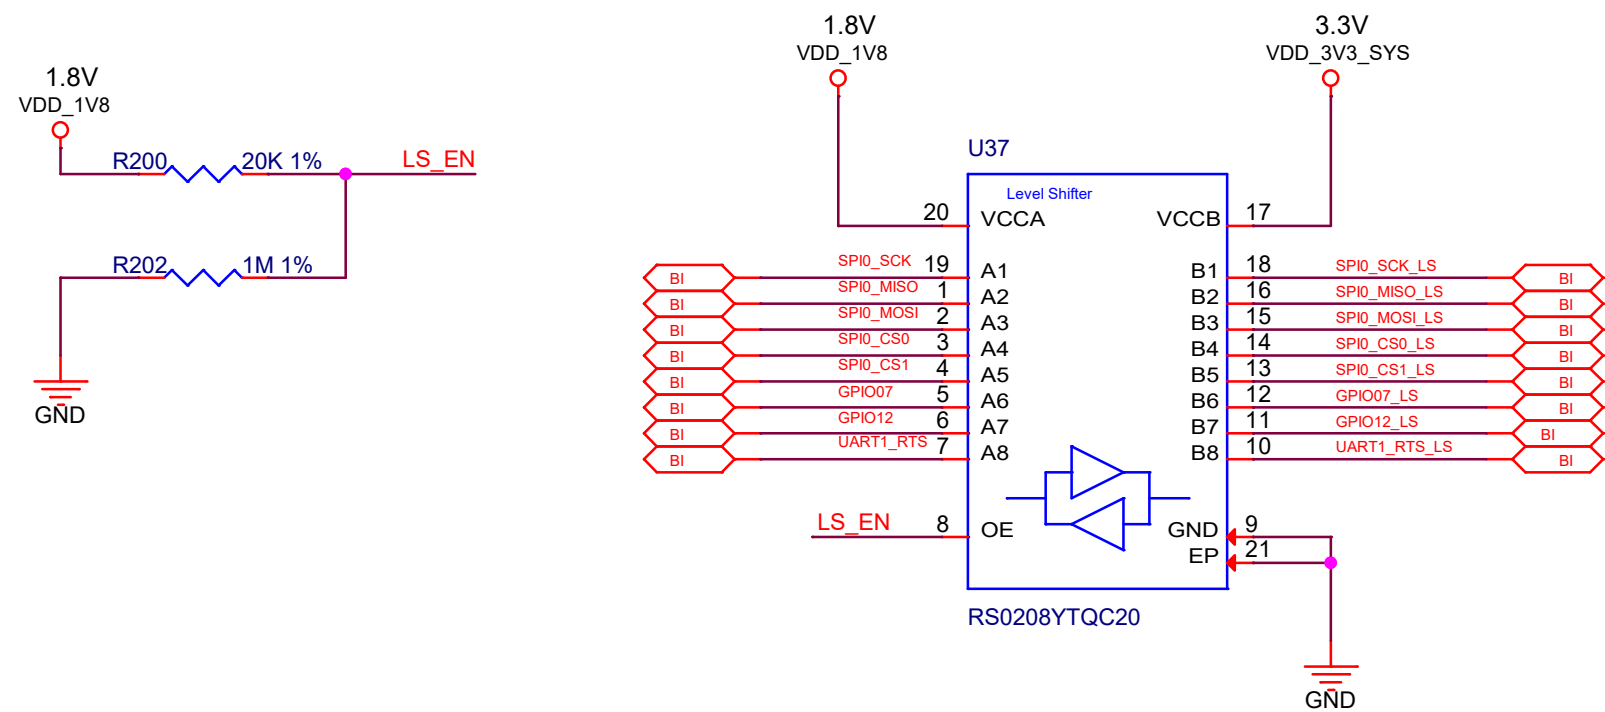 1.8V
VDD_1V8
R200
20K 1%
LS_EN
R202
1M 1%
GND
1.8V
VDD_1V8
3.3V
VDD_3V3_SYS
U37
Level Shifter
20
VCCA
VCCB
17
BI
SPI0_SCK
19
A1
B1
18
SPI0_SCK_LS
BI
BI
SPI0_MISO
1
A2
B2
16
SPI0_MISO_LS
BI
BI
SPI0_MOSI
2
A3
B3
15
SPI0_MOSI_LS
BI
BI
SPI0_CS0
3
A4
B4
14
SPI0_CS0_LS
BI
BI
SPI0_CS1
4
A5
B5
13
SPI0_CS1_LS
BI
BI
GPIO07
5
A6
B6
12
GPIO07_LS
BI
BI
GPIO12
6
A7
B7
11
GPIO12_LS
BI
BI
UART1_RTS
7
A8
B8
10
UART1_RTS_LS
BI
LS_EN
8
OE
GND
9
EP
21
RS0208YTQC20
GND